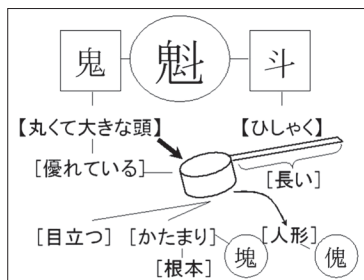 鬼 魁 斗
【丸くて大きな頭】 【ひしゃく】
[優れている] [長い]
[目立つ] [かたまり] 塊 [人形] 傀
[根本]